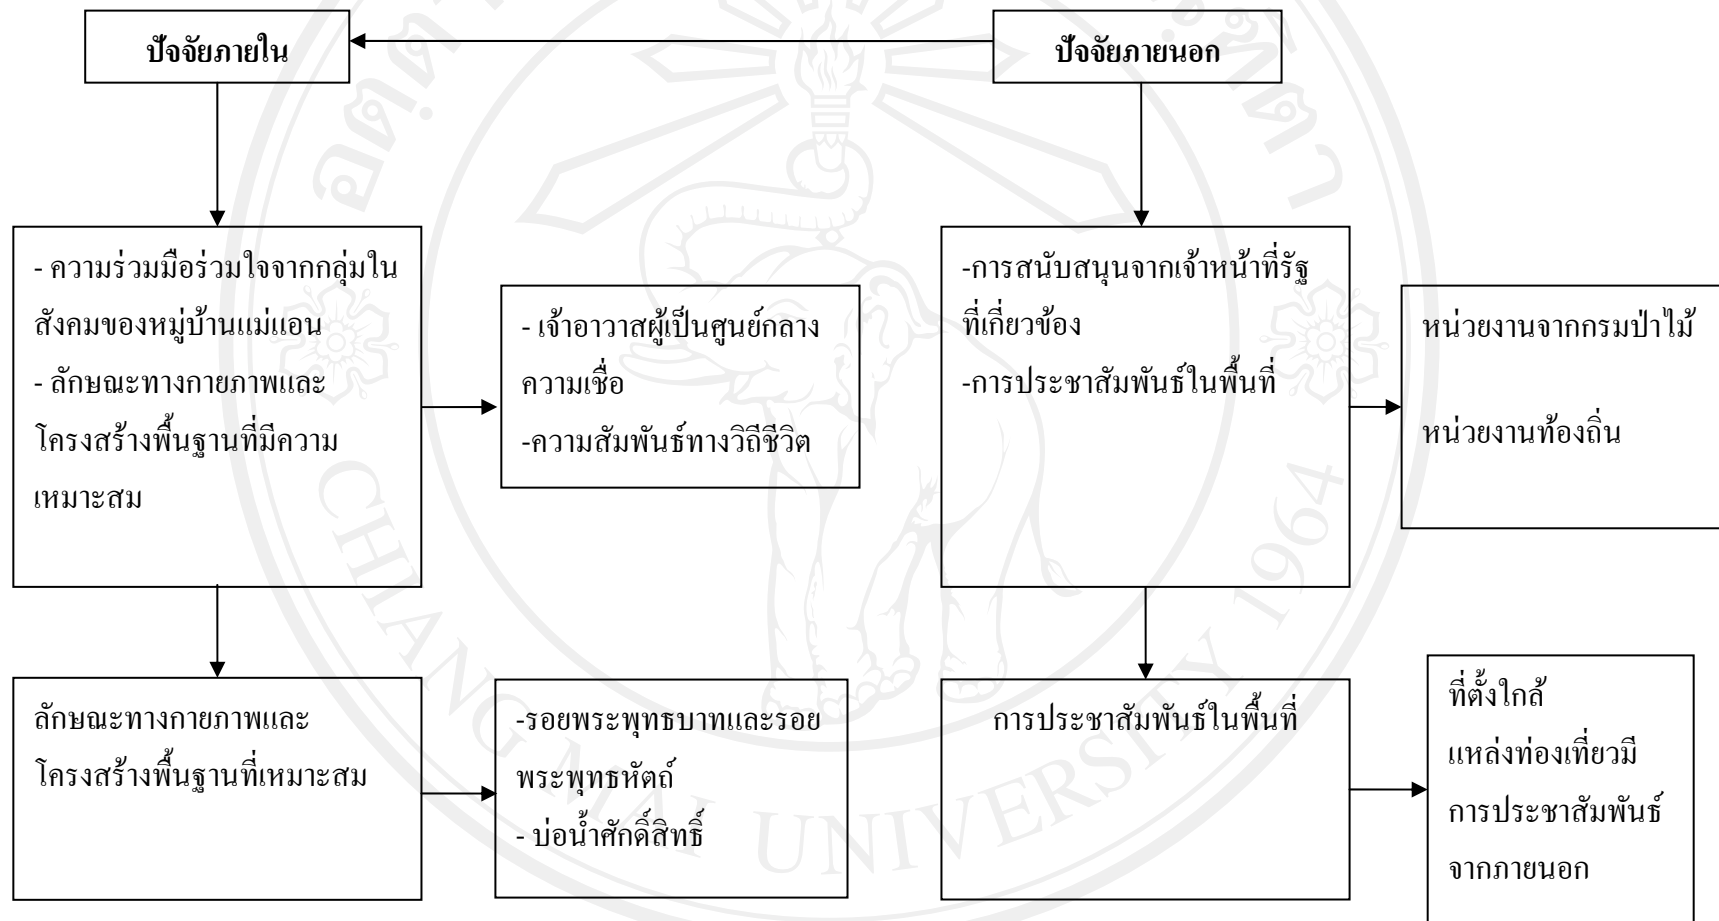 ปัจจัยภายใน
ปัจจัยภายนอก
- ความร่วมมือร่วมใจจากกลุ่มใน
สังคมของหมู่บ้านแม่แอน
- ลักษณะทางกายภาพและ
โครงสร้างพื้นฐานที่มีความ
เหมาะสม
- เจ้าอาวาสผู้เป็นศูนย์กลาง
ความเชื่อ
-ความสัมพันธ์ทางวิถีชีวิต
-การสนับสนุนจากเจ้าหน้าที่รัฐ
ที่เกี่ยวข้อง
-การประชาสัมพันธ์ในพื้นที่
หน่วยงานจากกรมป่าไม้
หน่วยงานท้องถิ่น
ลักษณะทางกายภาพและ
โครงสร้างพื้นฐานที่เหมาะสม
-รอยพระพุทธบาทและรอย
พระพุทธหัตถ์
- บ่อน้ำศักดิ์สิทธิ์
การประชาสัมพันธ์ในพื้นที่
ที่ตั้งใกล้
แหล่งท่องเที่ยวมี
การประชาสัมพันธ์
จากภายนอก
CHIANG MAI UNIVERSITY 1964